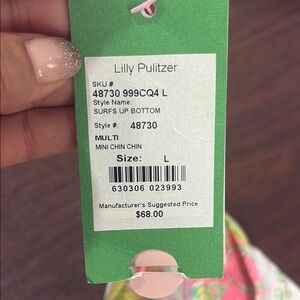 Lilly Pulitzer
SKU #
48730 999CQ4 L
Style Name:
SURFS UP BOTTOM
Style #: 48730
MULTI
MINI CHIN CHIN
Size: L
630306 023993
Manufacturer's Suggested Price
$68.00